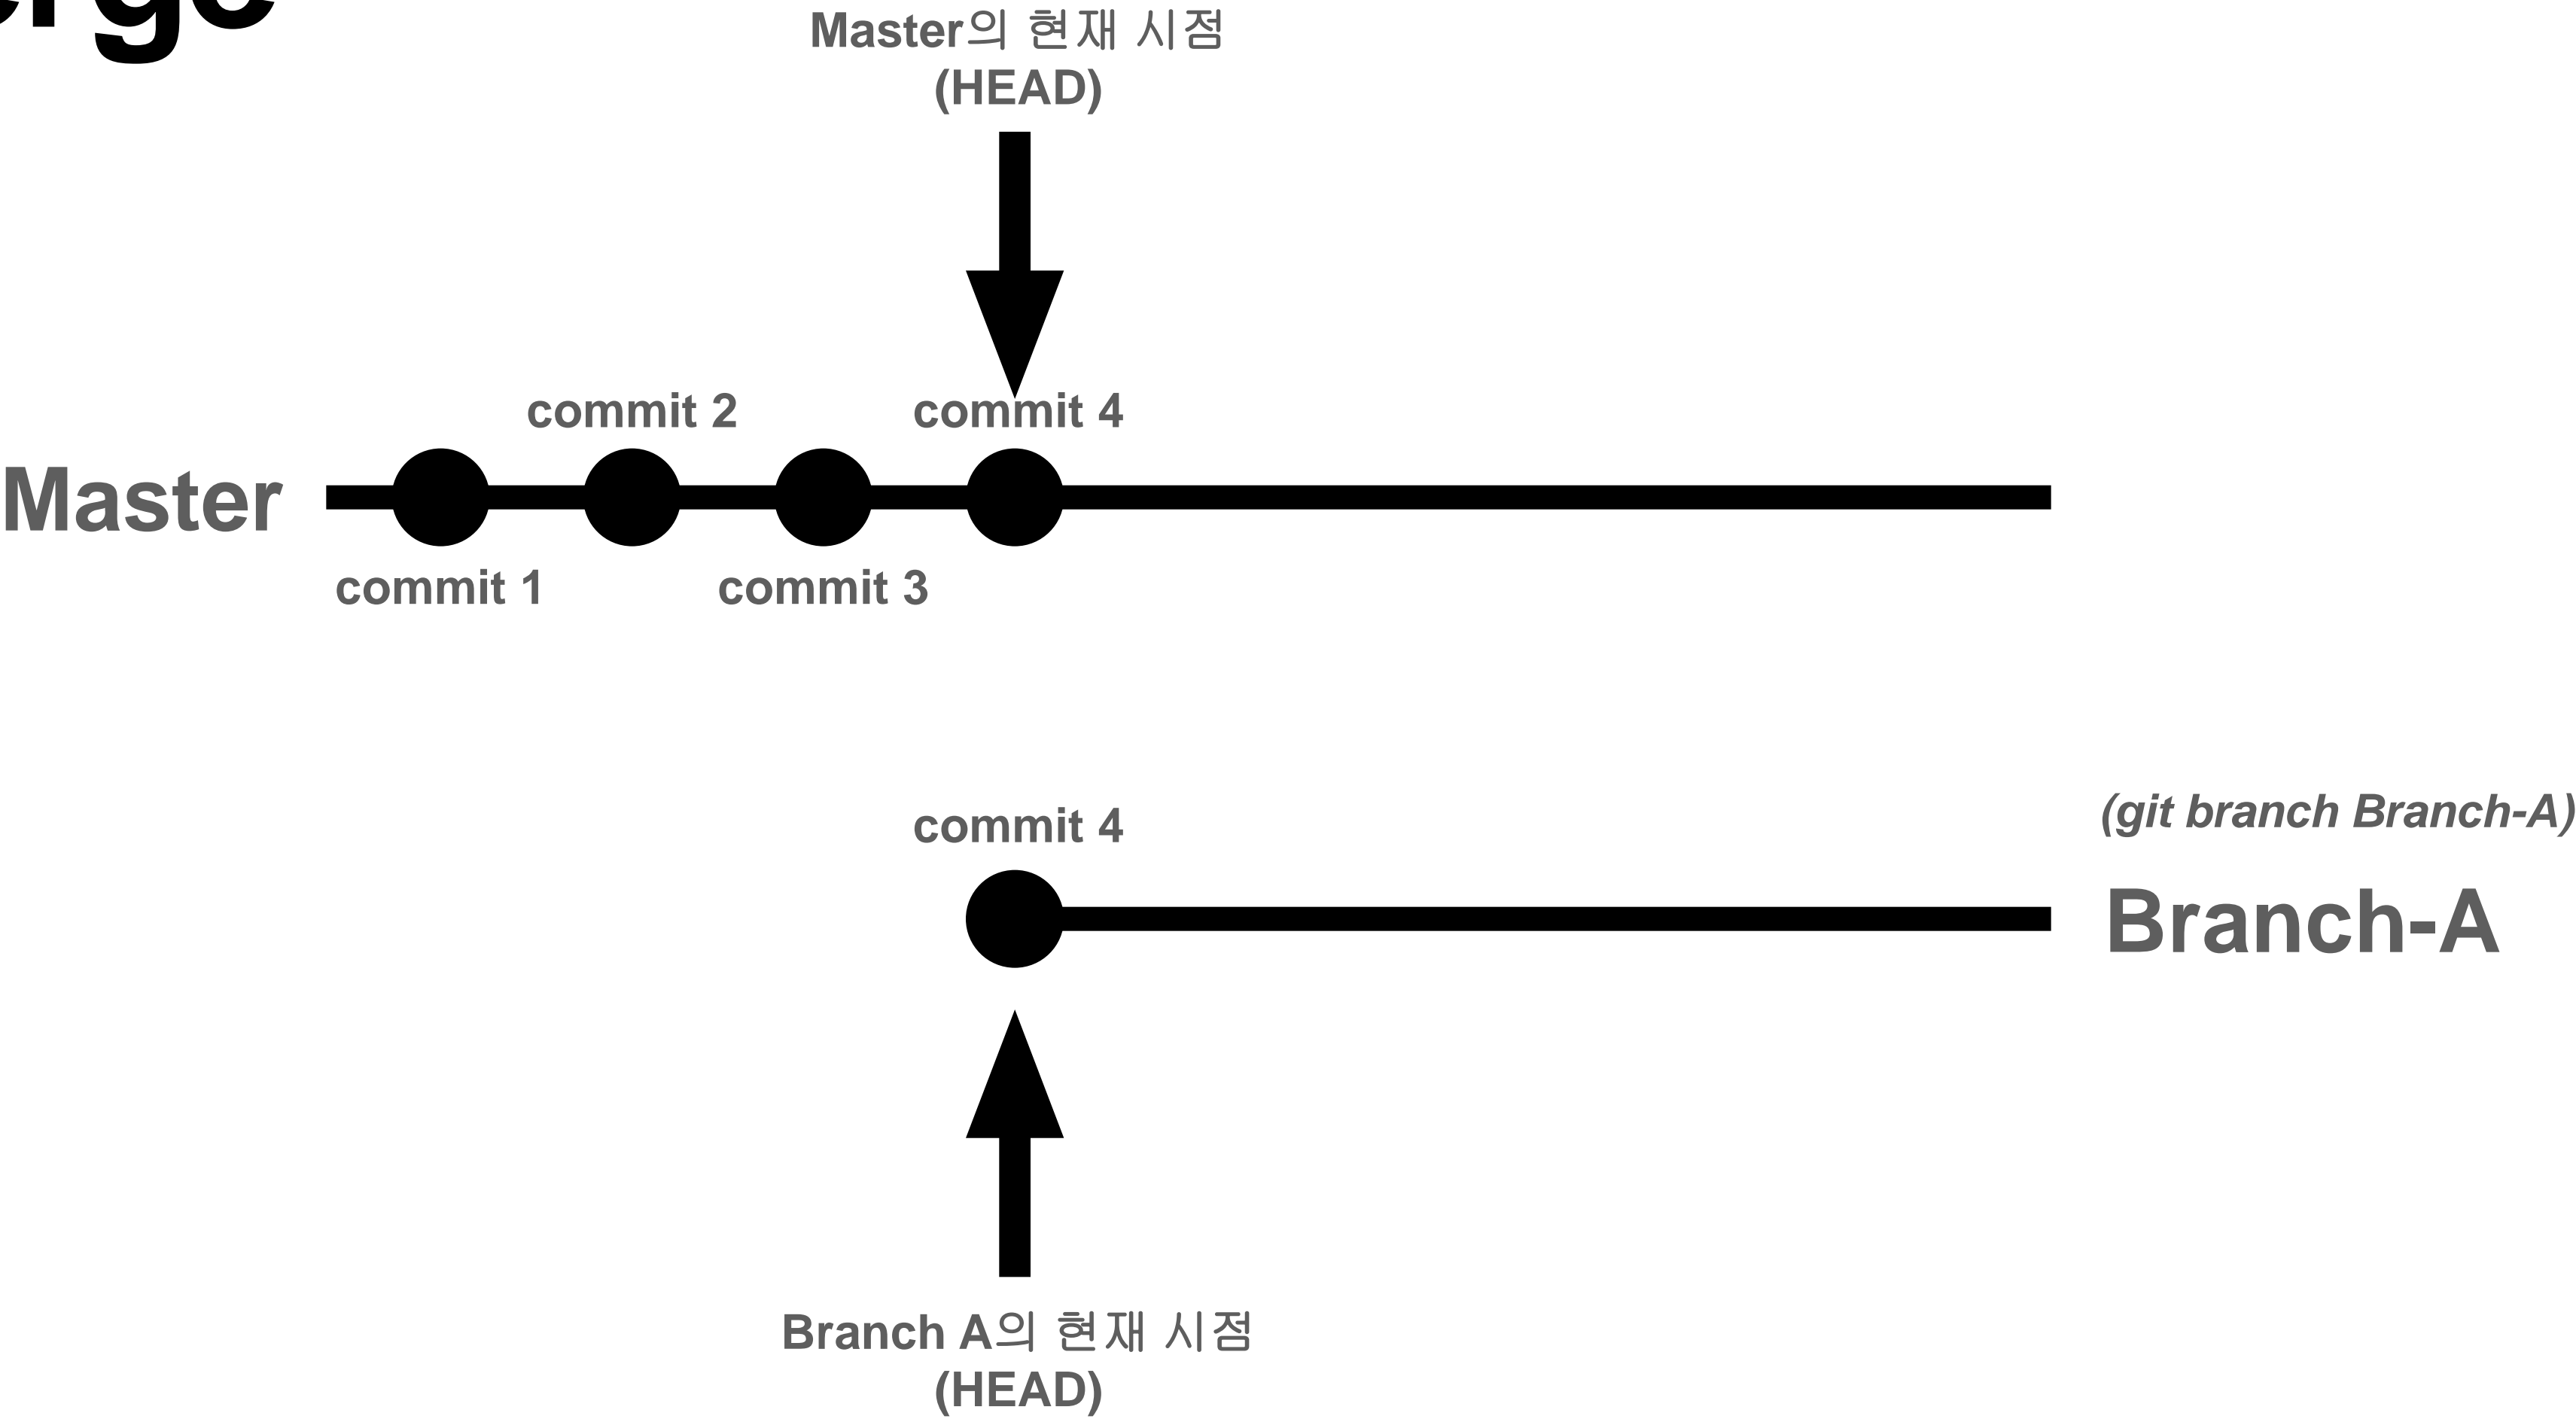 Master의 현재 시점
(HEAD)
commit 2
commit 4
Master
commit 1
commit 3
commit 4
(git branch Branch-A)
Branch-A
Branch A의 현재 시점
(HEAD)